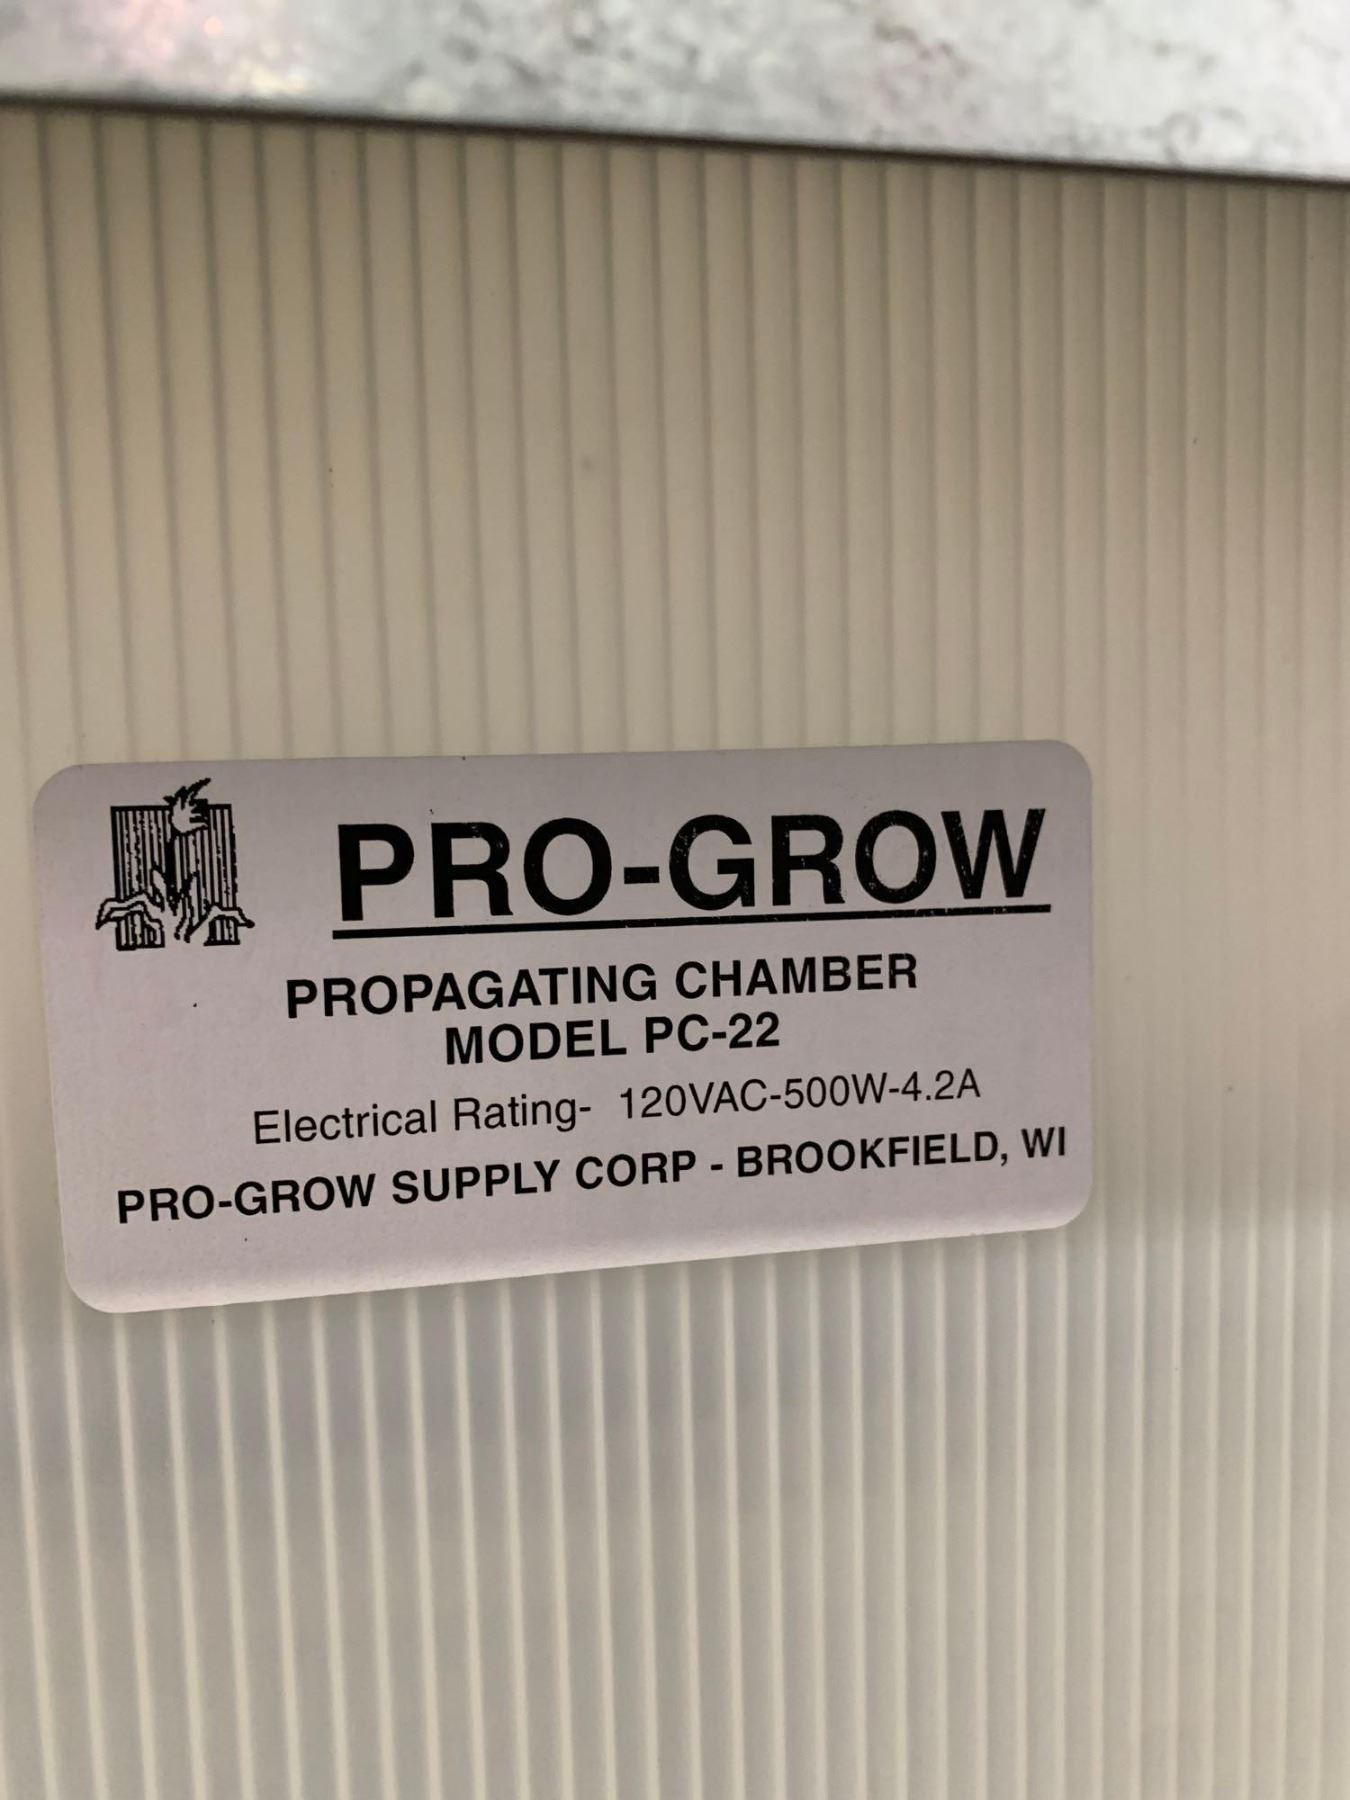 PRO-GROW
PROPAGATING CHAMBER
MODEL PC-22
Electrical Rating- 120VAC-500W-4.2A
PRO-GROW SUPPLY CORP - BROOKFIELD, WI